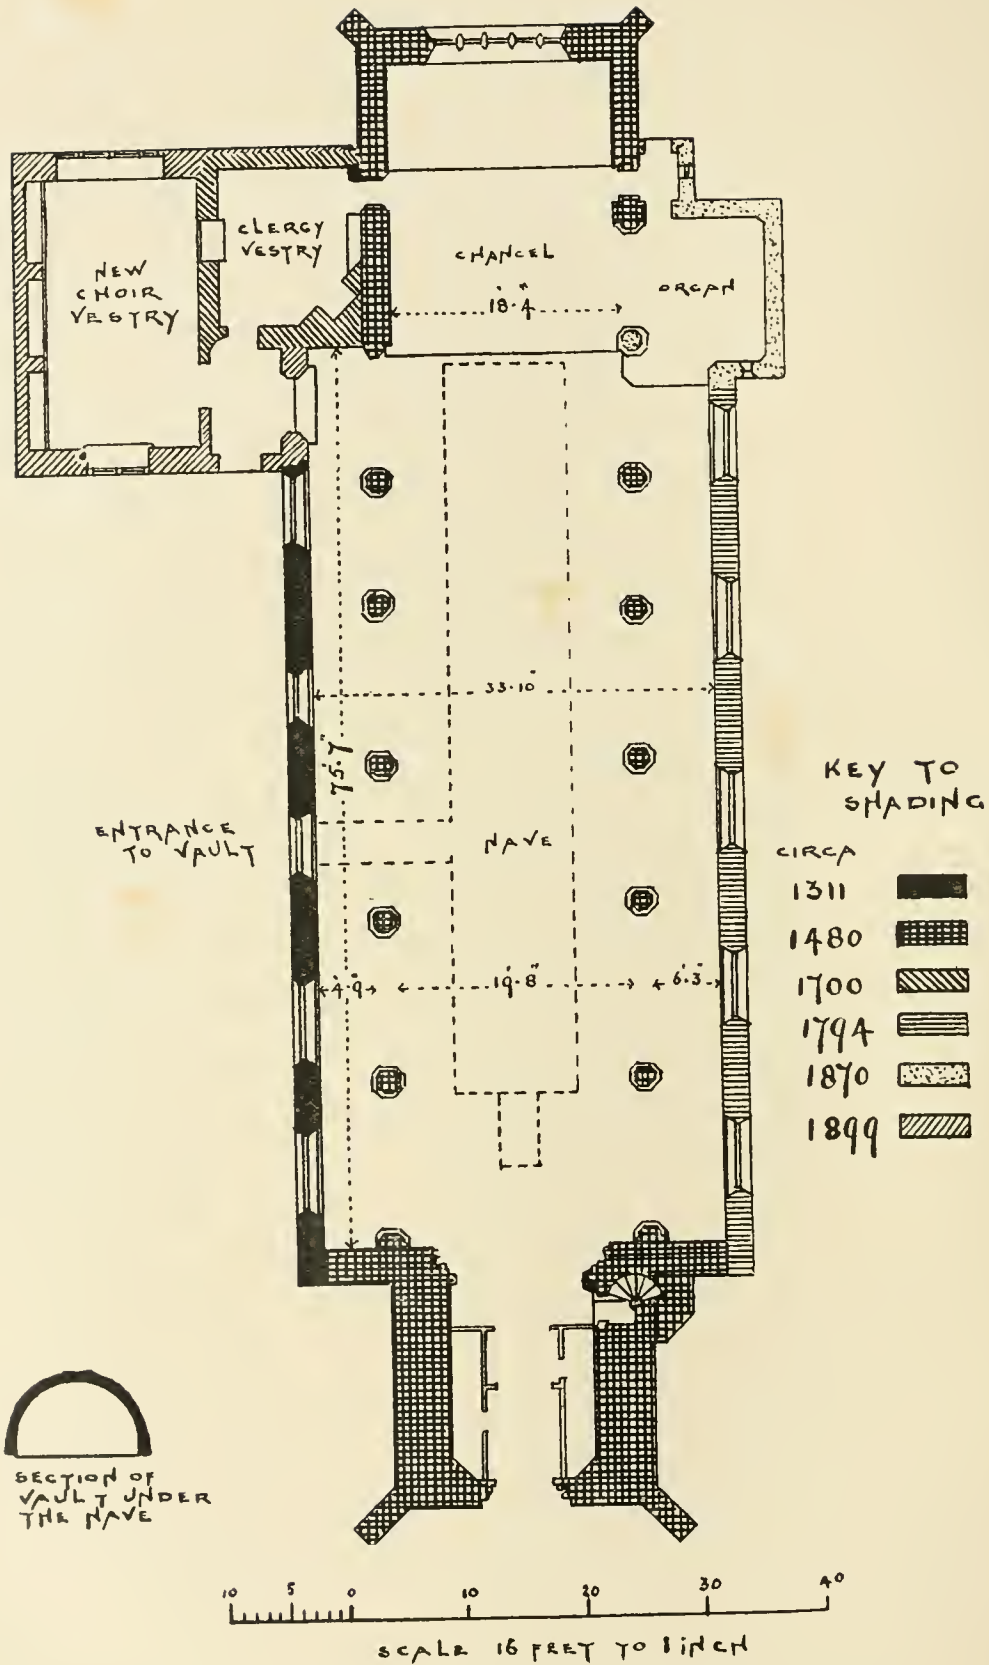 CLERGY
VESTRY
NEW
CHOIR
VESTRY
CHANCEL
18'.4"
ORGAN
33.10"
75'.7"
ENTRANCE
TO VAULT
NAVE
4'.9"
19'.8"
6'.3"
KEY TO
SHADING
CIRCA
1311
1480
1700
1794
1870
1899
SECTION OF
VAULT UNDER
THE NAVE
10 5 0 10 20 30 40
SCALE 16 FEET TO 1 INCH